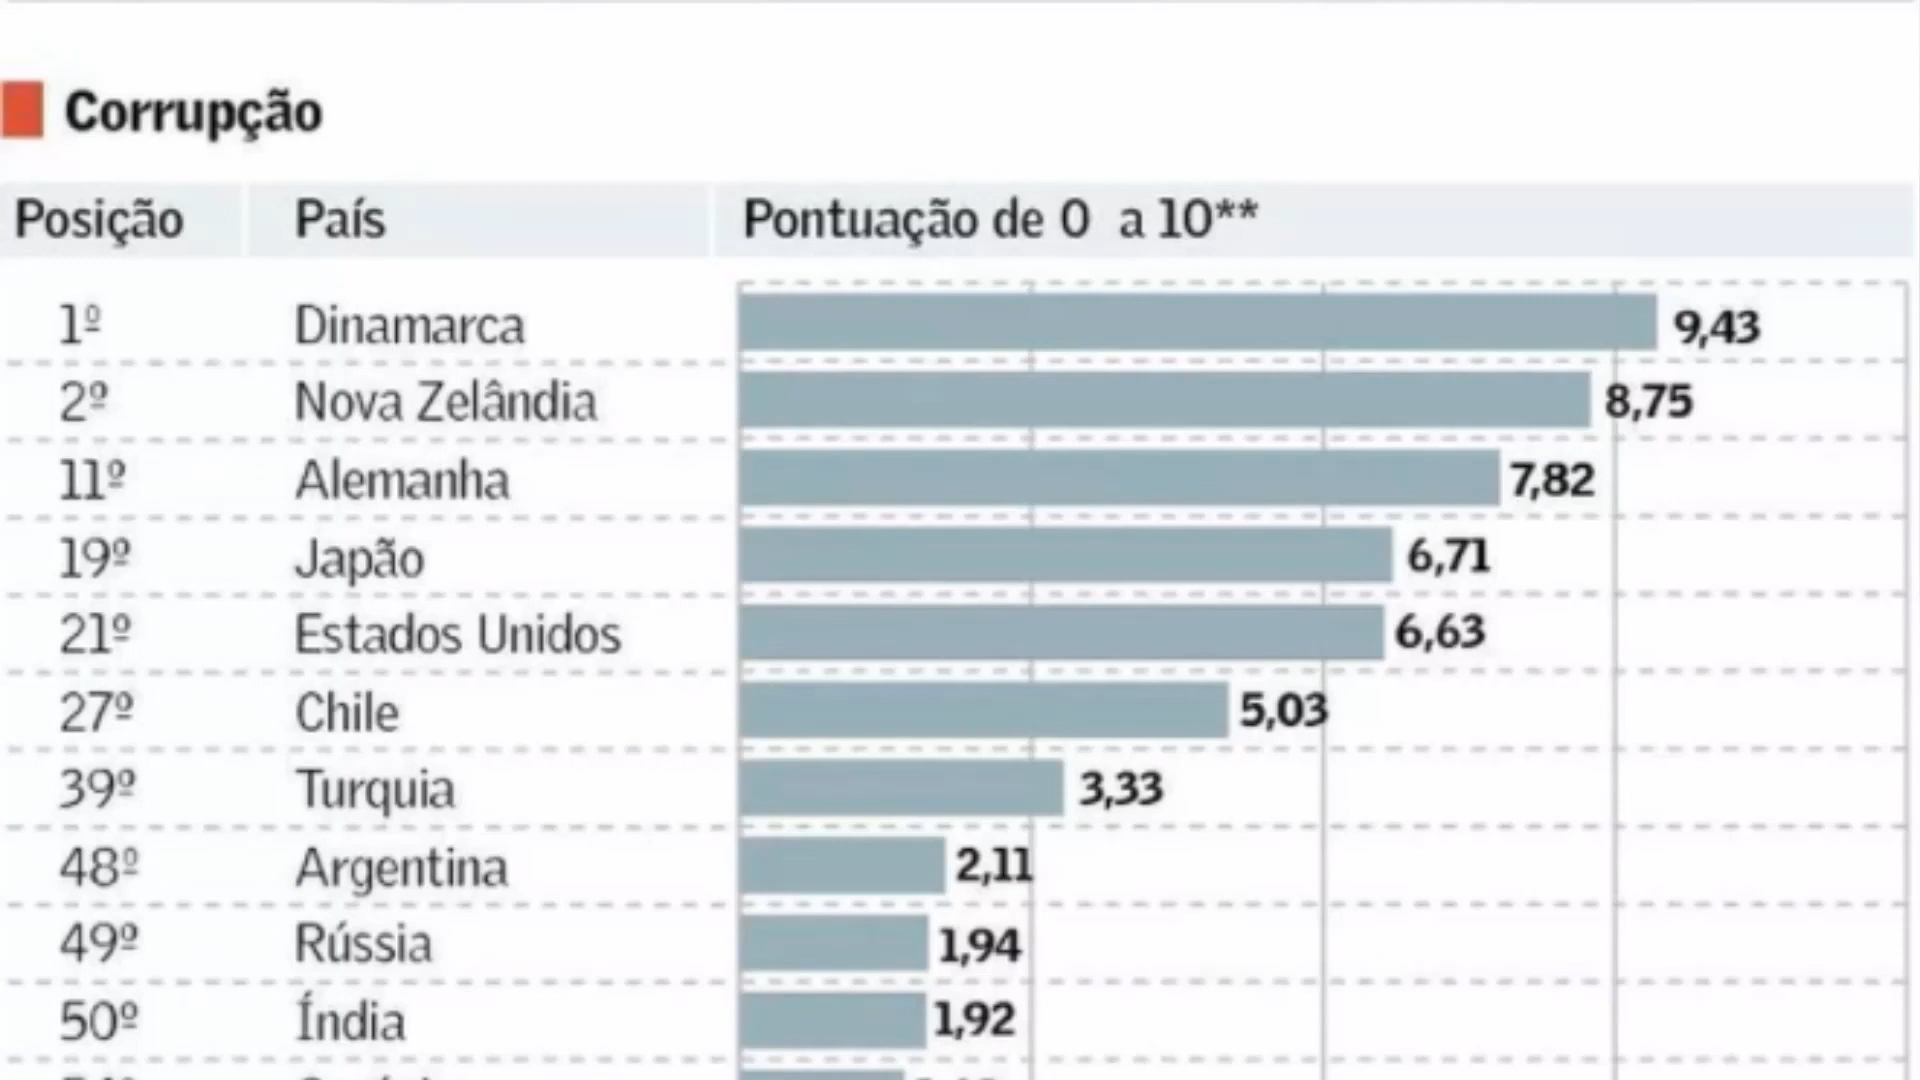 Corrupção
Posição País Pontuação de 0 a 10**
1º Dinamarca 9,43
2º Nova Zelândia 8,75
11º Alemanha 7,82
19º Japão 6,71
21º Estados Unidos 6,63
27º Chile 5,03
39º Turquia 3,33
48º Argentina 2,11
49º Rússia 1,94
50º Índia 1,92